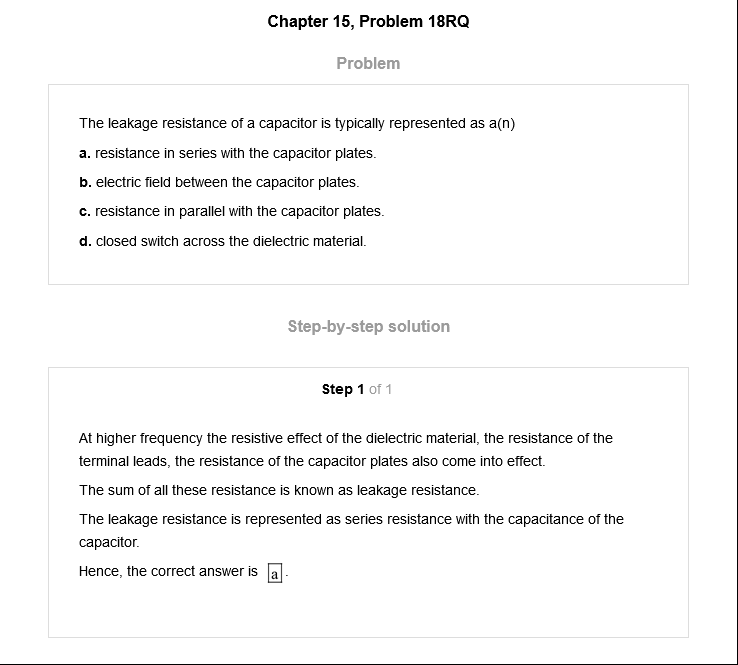 Chapter 15, Problem 18RQ
Problem
The leakage resistance of a capacitor is typically represented as a(n)
a. resistance in series with the capacitor plates.
b. electric field between the capacitor plates.
c. resistance in parallel with the capacitor plates.
d. closed switch across the dielectric material.
Step-by-step solution
Step 1 of 1
At higher frequency the resistive effect of the dielectric material, the resistance of the
terminal leads, the resistance of the capacitor plates also come into effect.
The sum of all these resistance is known as leakage resistance.
The leakage resistance is represented as series resistance with the capacitance of the
capacitor.
Hence, the correct answer is a.